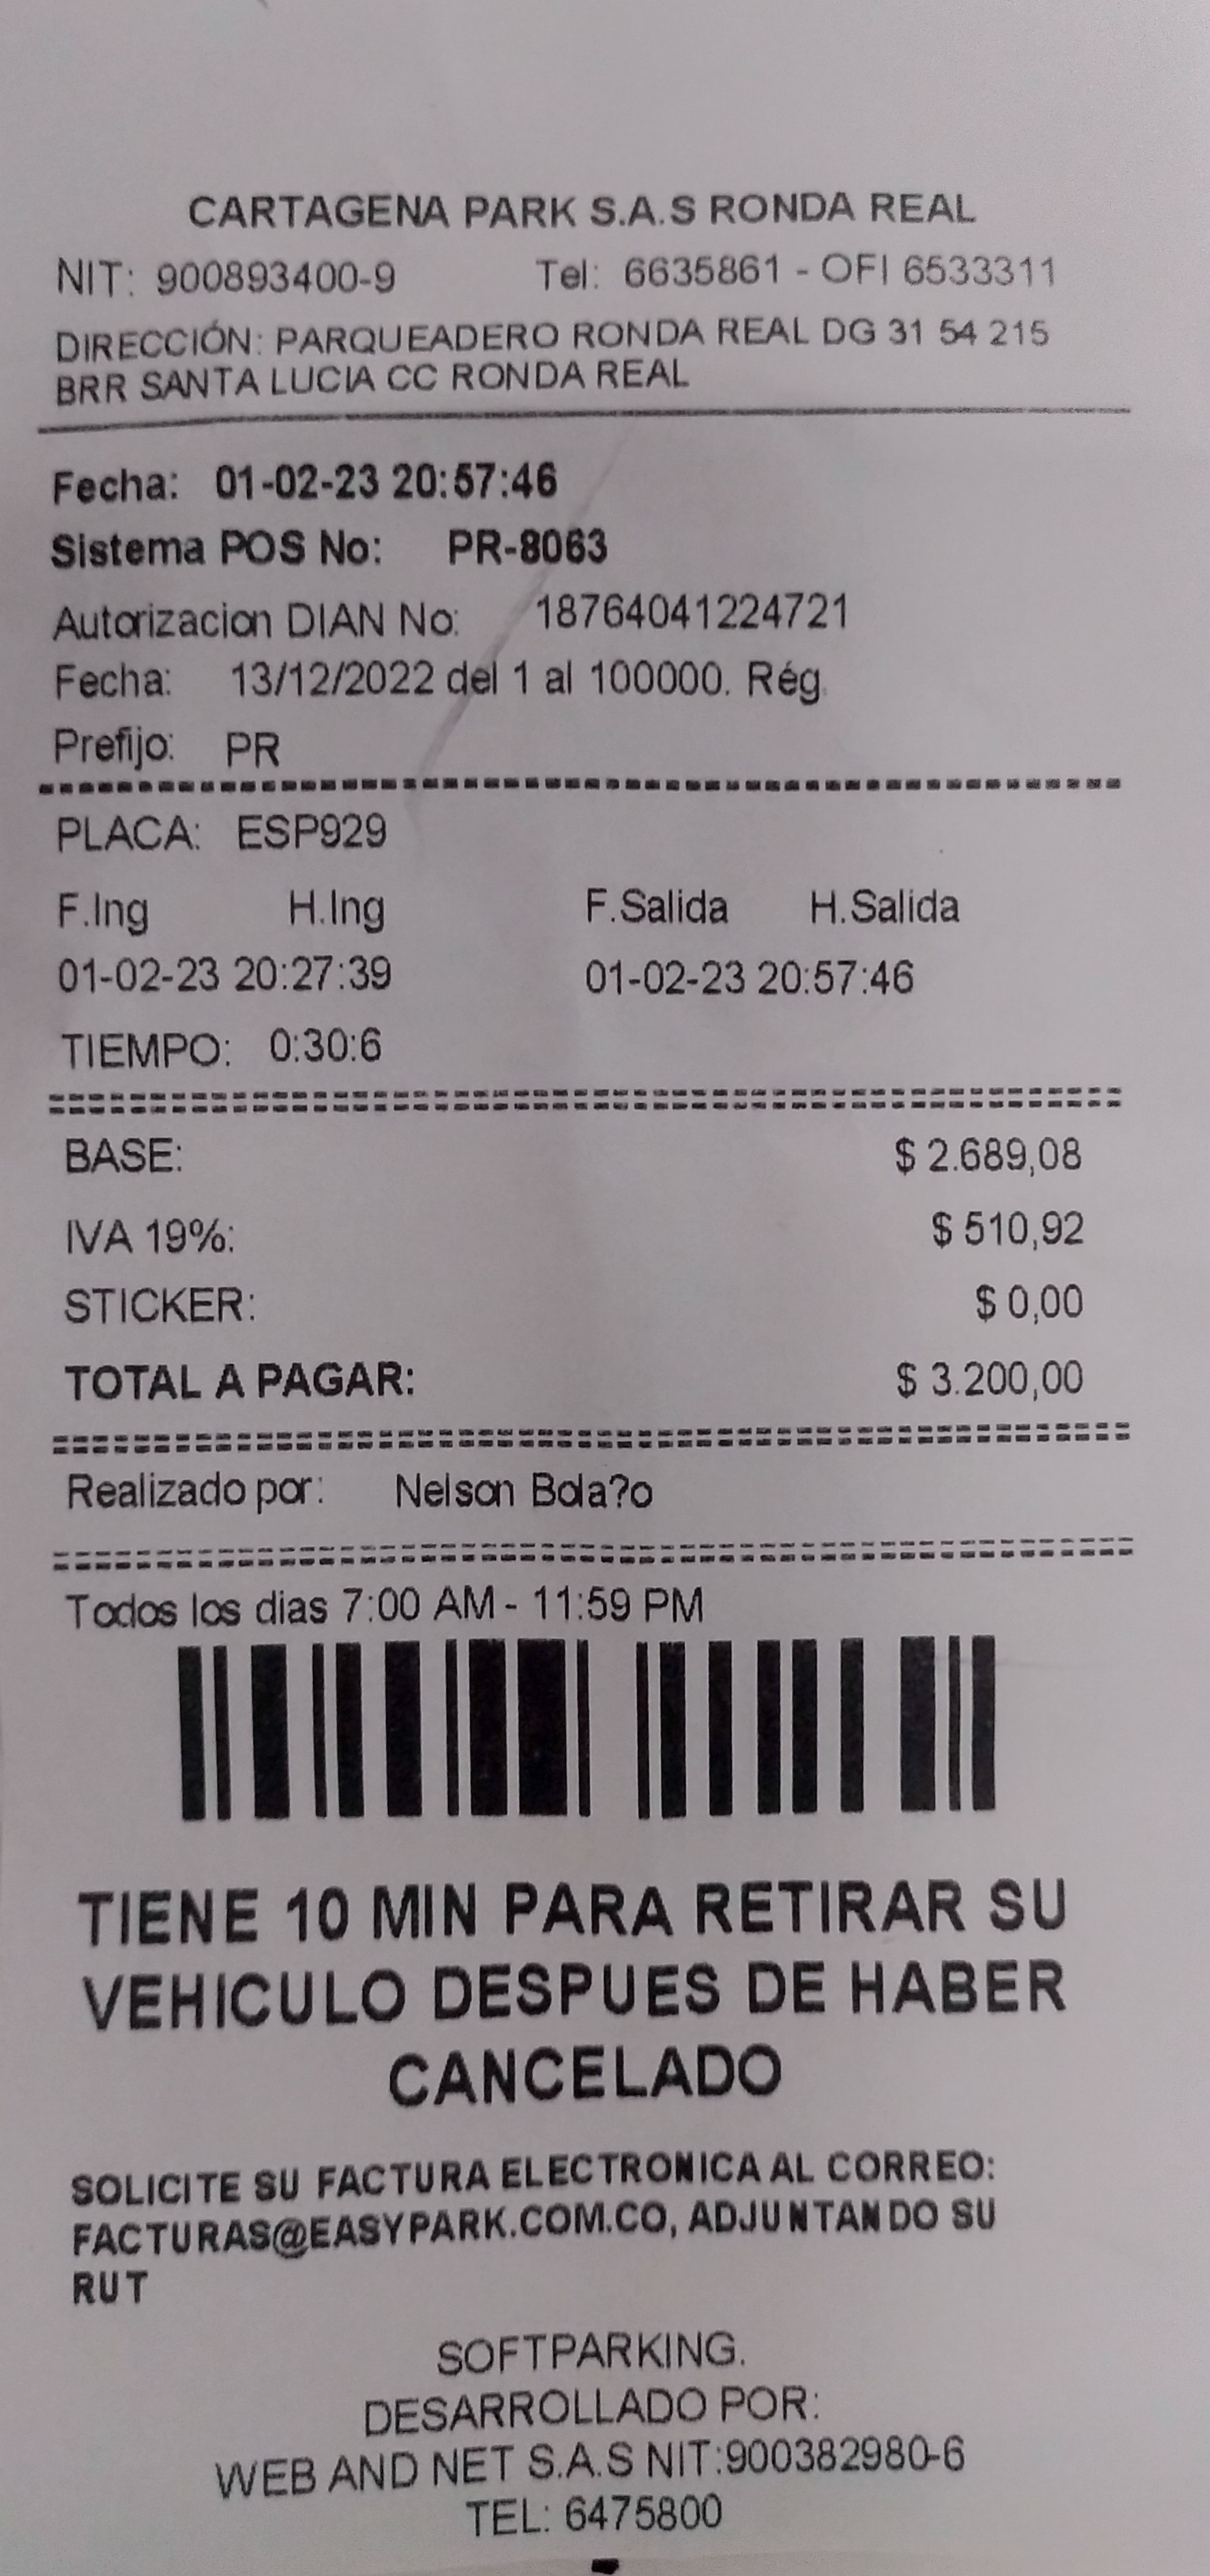 CARTAGENA PARK S.A.S RONDA REAL
NIT: 900893400-9 Tel: 6635861 - OFI 6533311
DIRECCIÓN: PARQUEADERO RONDA REAL DG 31 54 215
BRR SANTA LUCIA CC RONDA REAL
Fecha: 01-02-23 20:57:46
Sistema POS No: PR-8063
Autorizacion DIAN No: 18764041224721
Fecha: 13/12/2022 del 1 al 100000. Rég.
Prefijo: PR
PLACA: ESP929
F.Ing H.Ing F.Salida H.Salida
01-02-23 20:27:39 01-02-23 20:57:46
TIEMPO: 0:30:6
BASE: $ 2.689,08
IVA 19%: $ 510,92
STICKER: $ 0,00
TOTAL A PAGAR: $ 3.200,00
Realizado por: Nelson Bola?o
Todos los dias 7:00 AM - 11:59 PM
TIENE 10 MIN PARA RETIRAR SU
VEHICULO DESPUES DE HABER
CANCELADO
SOLICITE SU FACTURA ELECTRONICA AL CORREO:
FACTURAS@EASYPARK.COM.CO, ADJUNTANDO SU
RUT
SOFTPARKING.
DESARROLLADO POR:
WEB AND NET S.A.S NIT:900382980-6
TEL: 6475800